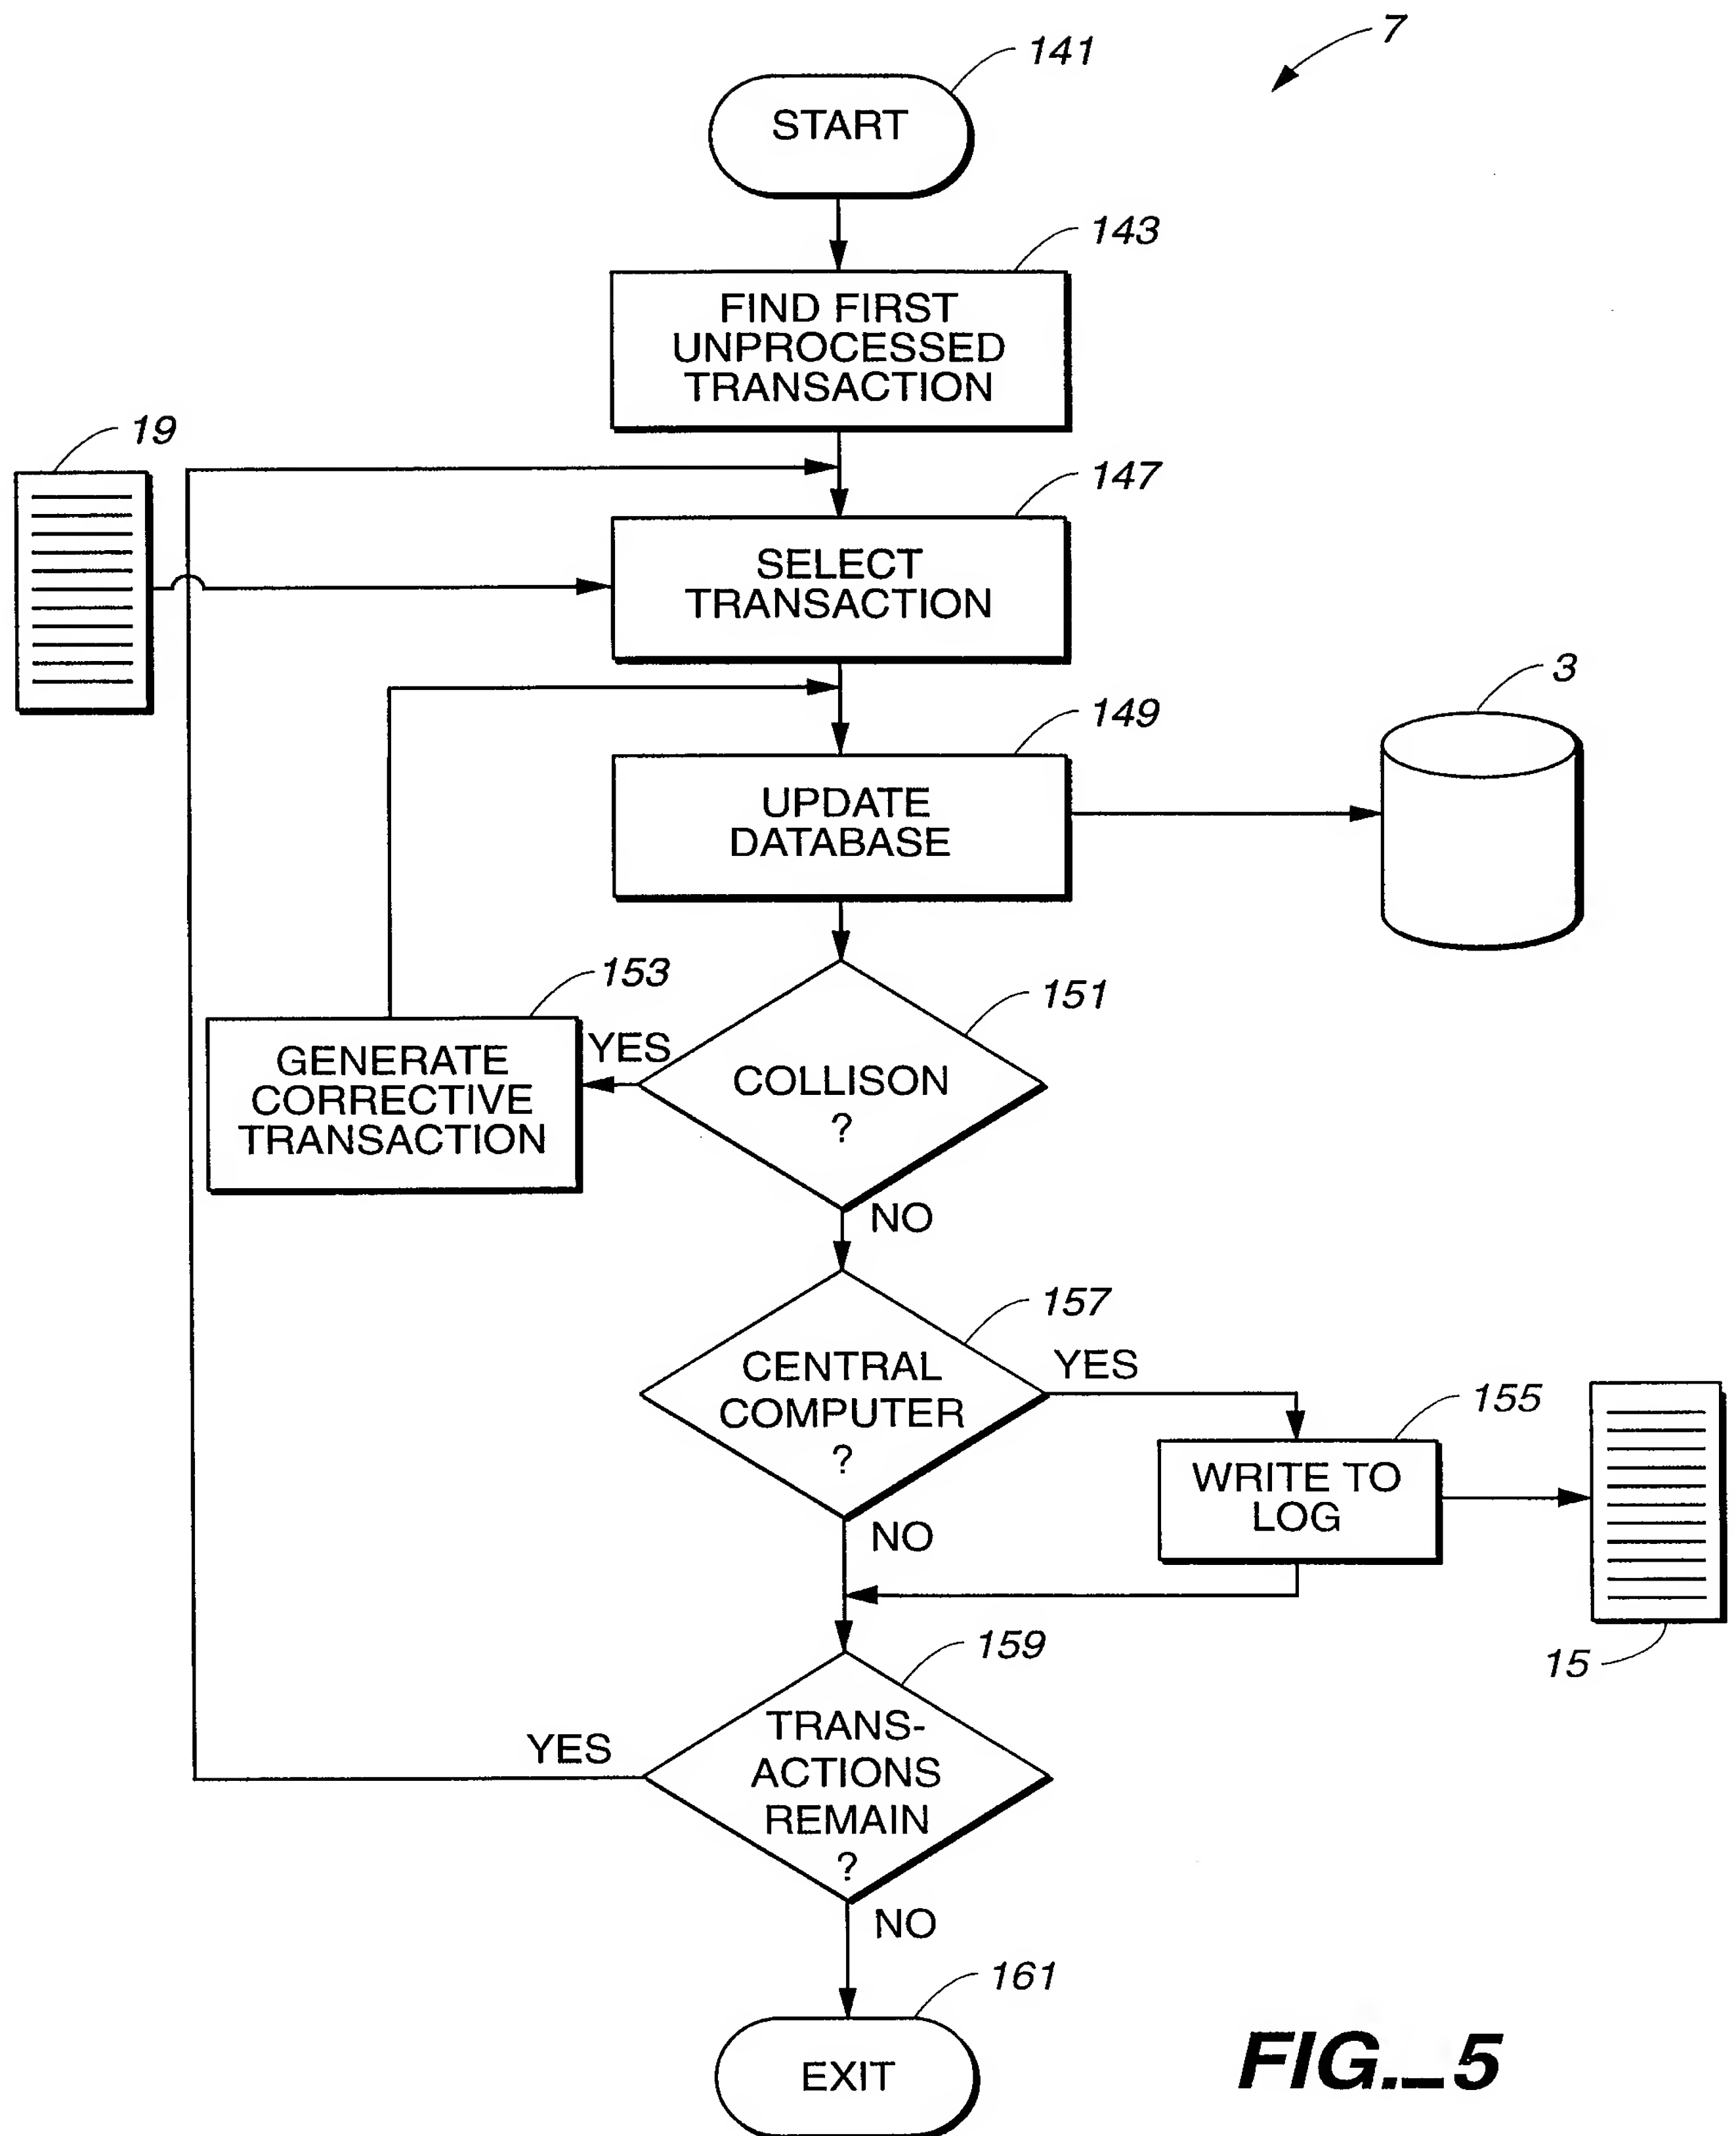 7
141
START
143
FIND FIRST
UNPROCESSED
TRANSACTION
19
147
SELECT
TRANSACTION
3
149
UPDATE
DATABASE
153
151
GENERATE
CORRECTIVE
TRANSACTION
YES
COLLISON
?
NO
157
CENTRAL
COMPUTER
?
YES
155
WRITE TO
LOG
NO
15
159
TRANS-
ACTIONS
REMAIN
?
YES
NO
161
EXIT
FIG._5